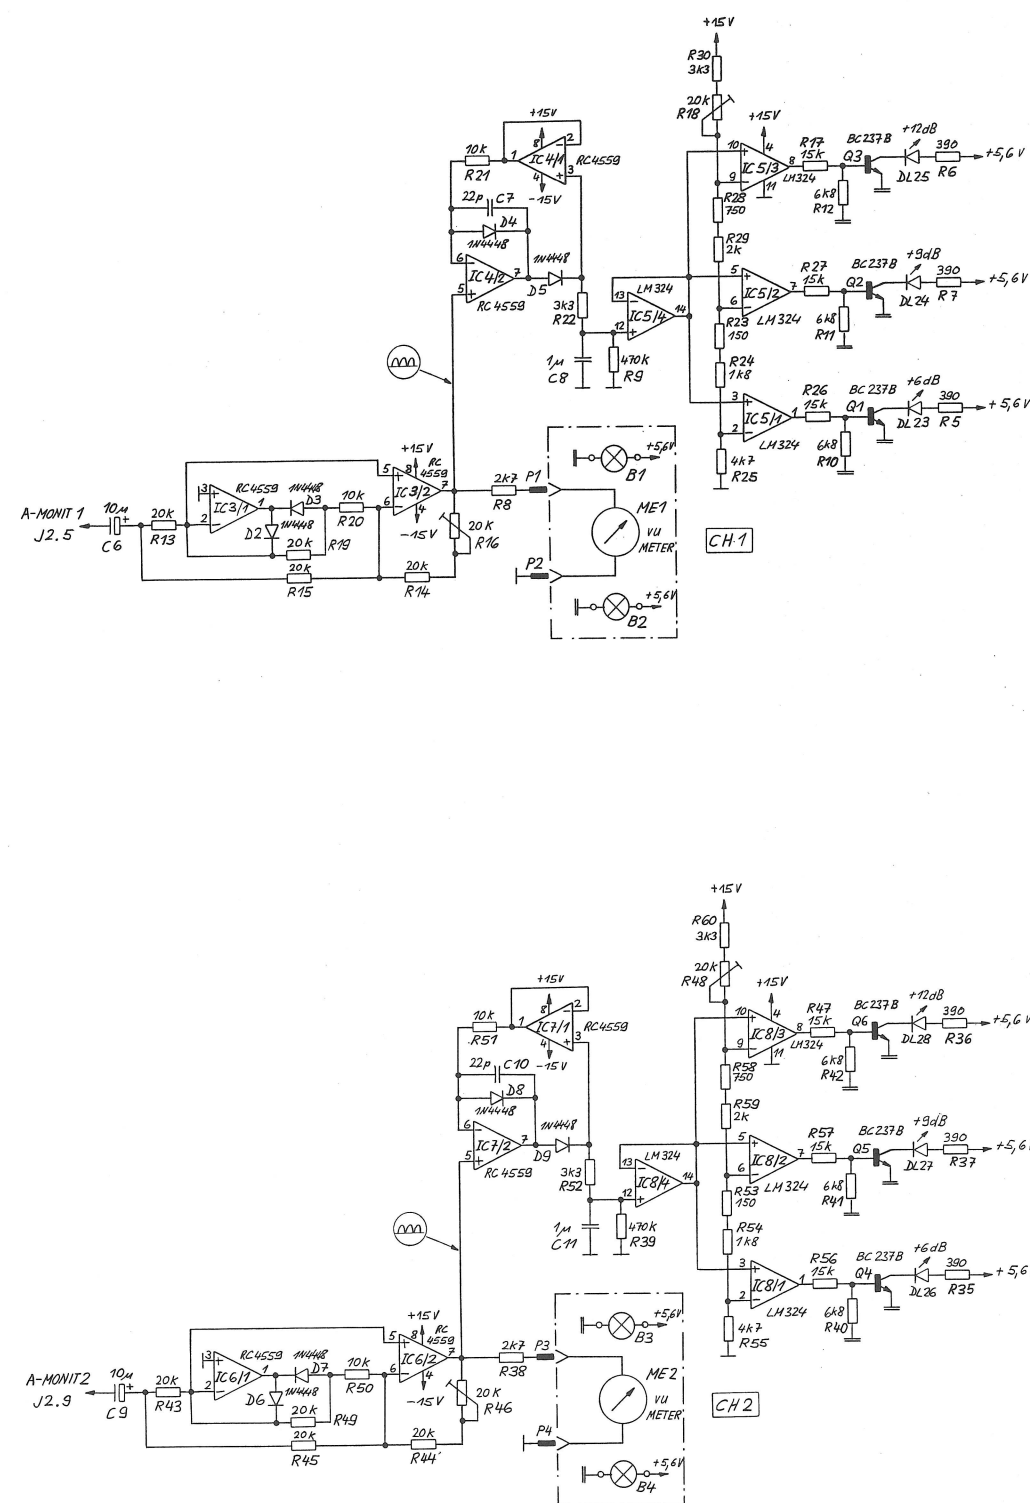 +15V
R30
3k3
20k
R18
+15V
10
4
IC5/3
8
9
11
LM324
R17
15k
Q3
BC237B
+12dB
DL25
390
R6
+5,6V
6k8
R12
+15V
10k
R21
1
8
2
IC4/1
RC4559
4
3
-15V
22p
C7
D4
1N4448
6
IC4/2
7
5
RC4559
1N4448
D5
3k3
R22
R28
750
R29
2k
LM324
13
IC5/4
14
12
1µ
C8
470k
R9
5
IC5/2
7
6
LM324
R27
15k
Q2
BC237B
+9dB
DL24
390
R7
+5,6V
6k8
R11
R23
150
R24
1k8
3
IC5/1
1
2
LM324
R26
15k
Q1
BC237B
+6dB
DL23
390
R5
+5,6V
6k8
R10
4k7
R25
A-MONIT 1
J2.5
10µ
+
C6
20k
R13
3
IC3/1
1
2
RC4559
1N4448
D3
D2
1N4448
20k
R19
10k
R20
20k
R15
20k
R14
+15V
5
8
RC
4559
IC3/2
7
6
4
-15V
20k
R16
2k7
R8
P1
P2
+5,6V
B1
ME1
VU
METER
+5,6V
B2
CH.1
+15V
R60
3k3
20k
R48
+15V
10
4
IC8/3
8
9
11
LM324
R47
15k
Q6
BC237B
+12dB
DL28
390
R36
+5,6V
6k8
R42
+15V
10k
R51
1
8
2
IC7/1
RC4559
4
3
-15V
22p
C10
D8
1N4448
6
IC7/2
7
5
RC4559
1N4448
D9
3k3
R52
R58
750
R59
2k
LM324
13
IC8/4
14
12
1µ
C11
470k
R39
5
IC8/2
7
6
LM324
R57
15k
Q5
BC237B
+9dB
DL27
390
R37
+5,6
6k8
R41
R53
150
R54
1k8
3
IC8/1
1
2
LM324
R56
15k
Q4
BC237B
+6dB
DL26
390
R35
+5,6
6k8
R40
4k7
R55
A-MONIT2
J2.9
10µ
+
C9
20k
R43
3
IC6/1
1
2
RC4559
1N4448
D7
D6
1N4448
20k
R49
10k
R50
20k
R45
20k
R44
+15V
5
8
RC
4559
IC6/2
7
6
4
-15V
20k
R46
2k7
R38
P3
P4
+5,6V
B3
ME2
VU
METER
+5,6V
B4
CH2